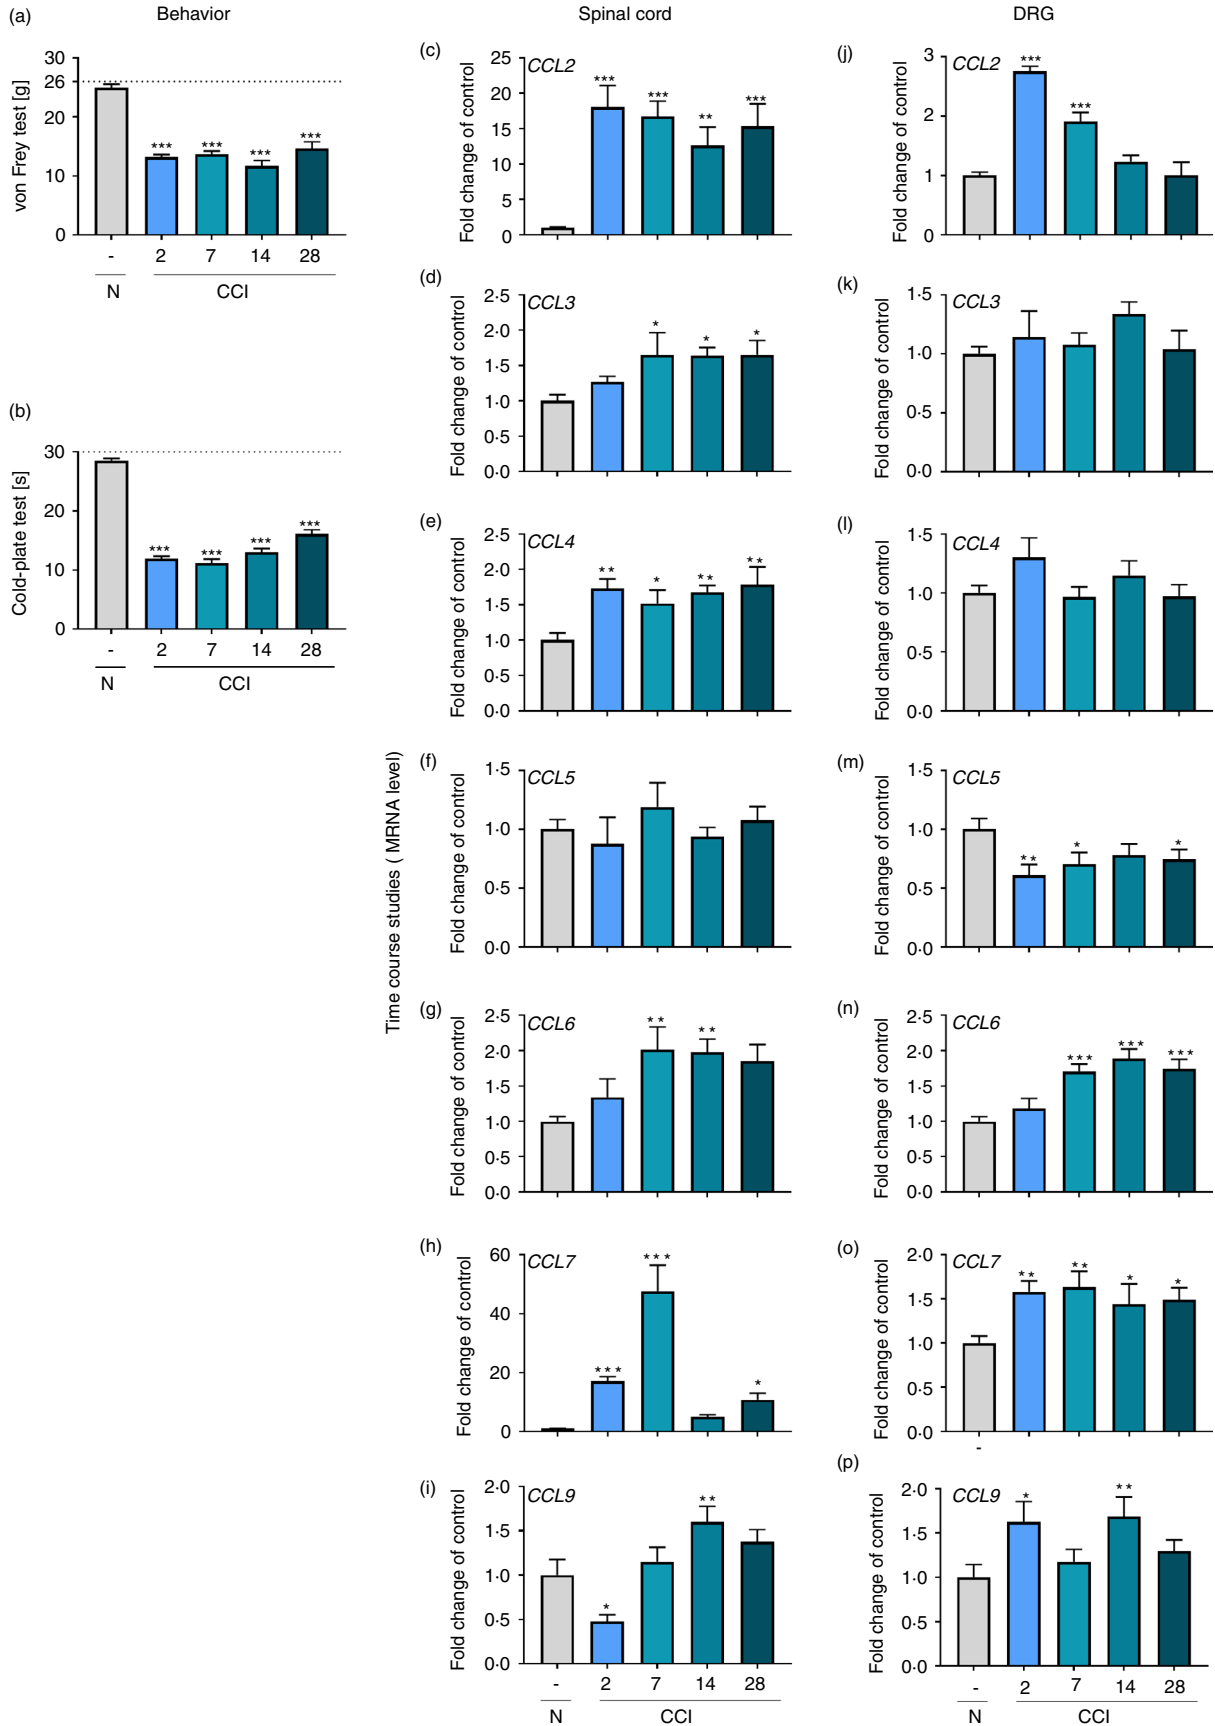 (a)
Behavior
Spinal cord
DRG
von Frey test [g]
30
26
20
10
0
***
***
***
***
-
2
7
14
28
N
CCI
(b)
Cold-plate test [s]
30
20
10
0
***
***
***
***
-
2
7
14
28
N
CCI
Time course studies ( MRNA level)
(c)
CCL2
Fold change of control
25
20
15
10
5
0
***
***
**
***
(d)
CCL3
Fold change of control
2·5
2·0
1·5
1·0
0·5
0·0
*
*
*
(e)
CCL4
Fold change of control
2·5
2·0
1·5
1·0
0·5
0·0
**
*
**
**
(f)
CCL5
Fold change of control
1·5
1·0
0·5
0·0
(g)
CCL6
Fold change of control
2·5
2·0
1·5
1·0
0·5
0·0
**
**
(h)
CCL7
Fold change of control
60
40
20
0
***
***
*
(i)
CCL9
Fold change of control
2·0
1·5
1·0
0·5
0·0
*
**
-
2
7
14
28
N
CCI
(j)
CCL2
Fold change of control
3
2
1
0
***
***
(k)
CCL3
Fold change of control
1·5
1·0
0·5
0·0
(l)
CCL4
Fold change of control
1·5
1·0
0·5
0·0
(m)
CCL5
Fold change of control
1·5
1·0
0·5
0·0
**
*
*
(n)
CCL6
Fold change of control
2·5
2·0
1·5
1·0
0·5
0·0
***
***
***
(o)
CCL7
Fold change of control
2·0
1·5
1·0
0·5
0·0
**
**
*
*
-
(p)
CCL9
Fold change of control
2·0
1·5
1·0
0·5
0·0
*
**
-
2
7
14
28
N
CCI